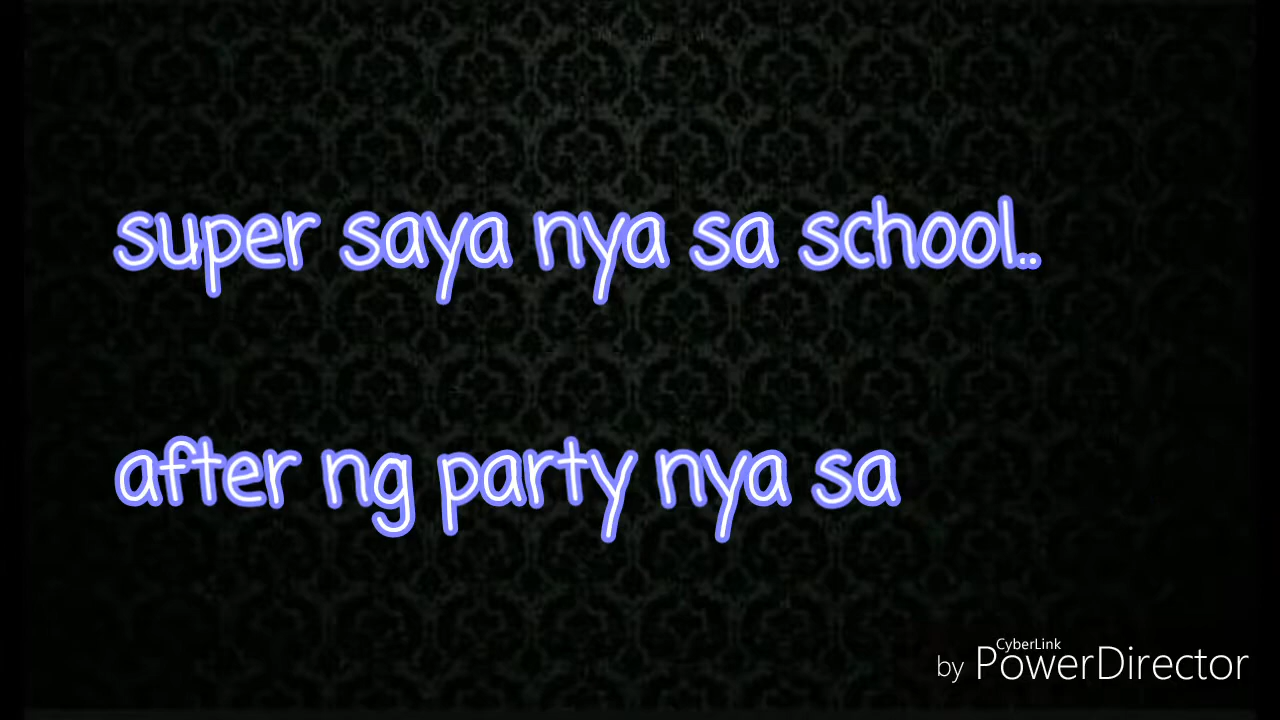 super saya nya sa school..
after ng party nya sa
CyberLink
by PowerDirector